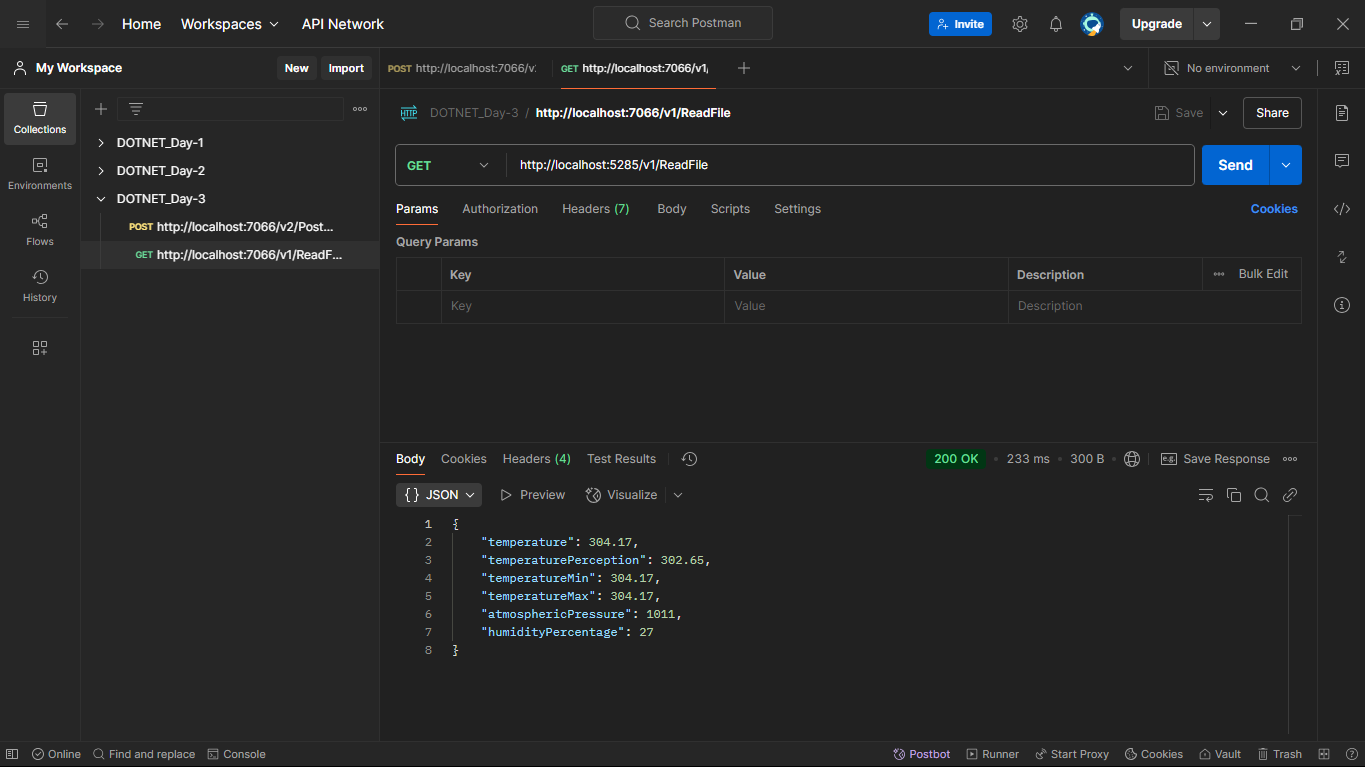 Home Workspaces API Network Search Postman Invite Upgrade
My Workspace New Import POST http://localhost:7066/v GET http://localhost:7066/v1/ No environment
Collections
Environments
Flows
History
DOTNET_Day-1
DOTNET_Day-2
DOTNET_Day-3
POST http://localhost:7066/v2/Post...
GET http://localhost:7066/v1/ReadF...
HTTP DOTNET_Day-3 / http://localhost:7066/v1/ReadFile Save Share
GET http://localhost:5285/v1/ReadFile Send
Params Authorization Headers (7) Body Scripts Settings Cookies
Query Params
Key Value Description Bulk Edit
Key Value Description
Body Cookies Headers (4) Test Results 200 OK • 233 ms • 300 B • e.g. Save Response
{} JSON Preview Visualize
1 {
2 "temperature": 304.17,
3 "temperaturePerception": 302.65,
4 "temperatureMin": 304.17,
5 "temperatureMax": 304.17,
6 "atmosphericPressure": 1011,
7 "humidityPercentage": 27
8 }
Online Find and replace Console Postbot Runner Start Proxy Cookies Vault Trash